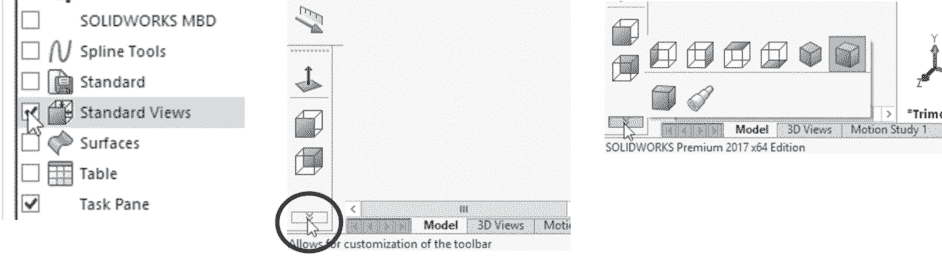 SOLIDWORKS MBD
Spline Tools
Standard
Standard Views
Surfaces
Table
Task Pane
Model 3D Views Motio
Allows for customization of the toolbar
Y
Z
*Trime
Model 3D Views Motion Study 1
SOLIDWORKS Premium 2017 x64 Edition